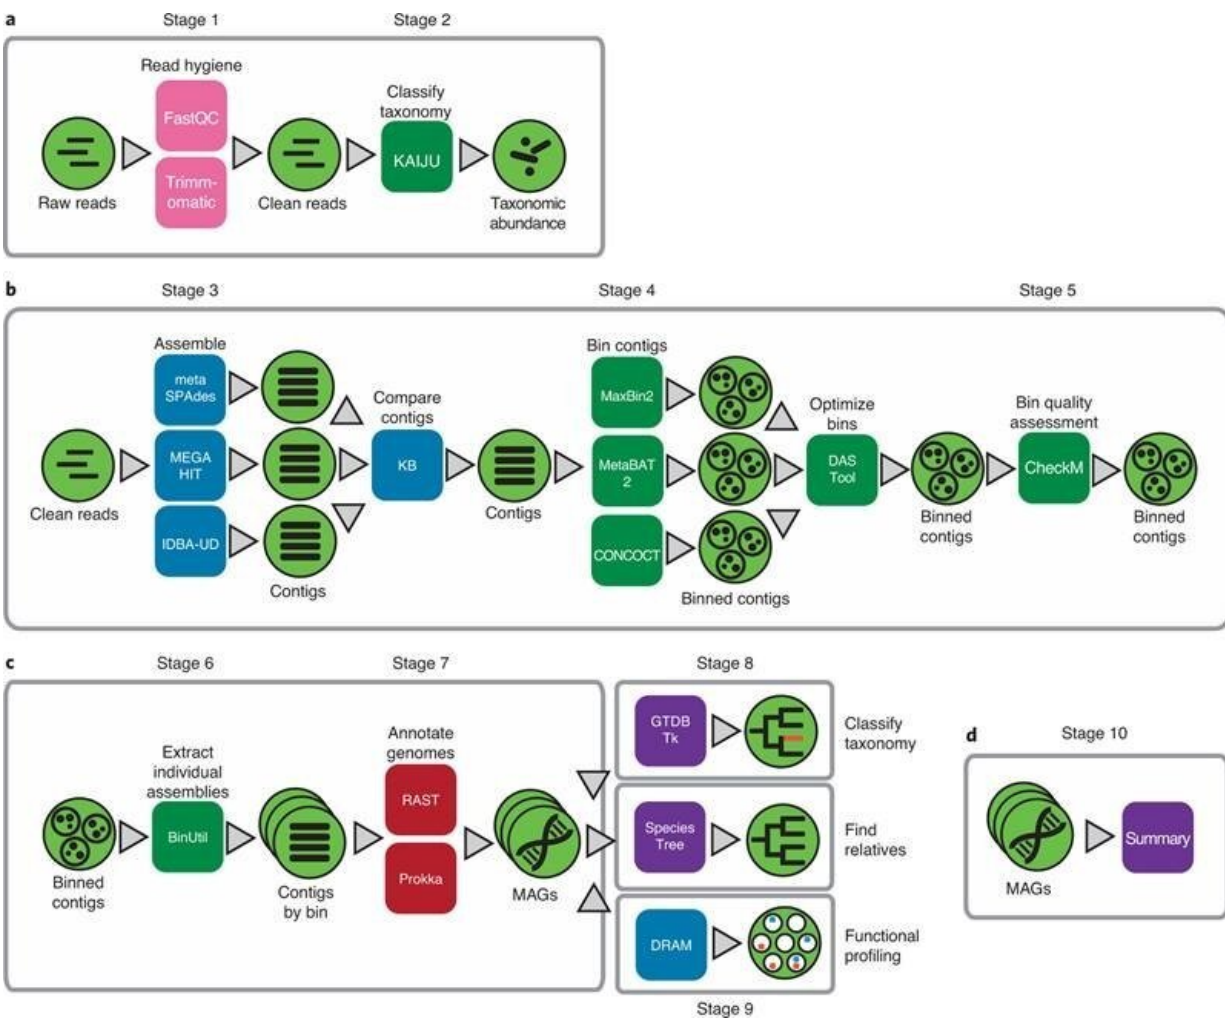 a
Stage 1
Stage 2
Read hygiene
FastQC
Trimm-
omatic
Classify
taxonomy
KAIJU
Raw reads
Clean reads
Taxonomic
abundance
b
Stage 3
Stage 4
Stage 5
Assemble
meta
SPAdes
MEGA
HIT
IDBA-UD
Clean reads
Contigs
Compare
contigs
KB
Contigs
Bin contigs
MaxBin2
MetaBAT
2
CONCOCT
Binned contigs
Optimize
bins
DAS
Tool
Binned
contigs
Bin quality
assessment
CheckM
Binned
contigs
c
Stage 6
Stage 7
Stage 8
Extract
individual
assemblies
BinUtil
Binned
contigs
Contigs
by bin
Annotate
genomes
RAST
Prokka
MAGs
GTDB
Tk
Classify
taxonomy
Species
Tree
Find
relatives
DRAM
Functional
profiling
Stage 9
d
Stage 10
MAGs
Summary